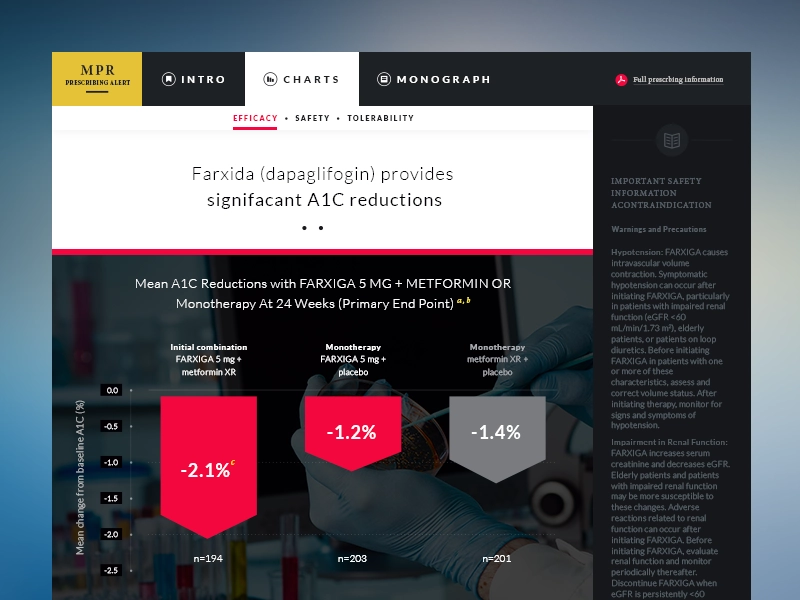 MPR
PRESCRIBING ALERT
INTRO
CHARTS
MONOGRAPH
Full prescrbing information
EFFICACY • SAFETY • TOLERABILITY
Farxida (dapaglifogin) provides
signifacant A1C reductions
Mean A1C Reductions with FARXIGA 5 MG + METFORMIN OR
Monotherapy At 24 Weeks (Primary End Point) a, b
Initial combination
FARXIGA 5 mg +
metformin XR
Monotherapy
FARXIGA 5 mg +
placebo
Monotherapy
metformin XR +
placebo
Mean change from baseline A1C (%)
0.0
-0.5
-1.0
-1.5
-2.0
-2.5
-2.1% c
-1.2%
-1.4%
n=194
n=203
n=201
IMPORTANT SAFETY
INFORMATION
ACONTRAINDICATION
Warnings and Precautions
Hypotension: FARXIGA causes
intravascular volume
contraction. Symptomatic
hypotension can occur after
initiating FARXIGA, particularly
in patients with impaired renal
function (eGFR <60
mL/min/1.73 m²), elderly
patients, or patients on loop
diuretics. Before initiating
FARXIGA in patients with one
or more of these
characteristics, assess and
correct volume status. After
initiating therapy, monitor for
signs and symptoms of
hypotension.
Impairment in Renal Function:
FARXIGA increases serum
creatinine and decreases eGFR.
Elderly patients and patients
with impaired renal function
may be more susceptible to
these changes. Adverse
reactions related to renal
function can occur after
initiating FARXIGA. Before
initiating FARXIGA, evaluate
renal function and monitor
periodically thereafter.
Discontinue FARXIGA when
eGFR is persistently <60